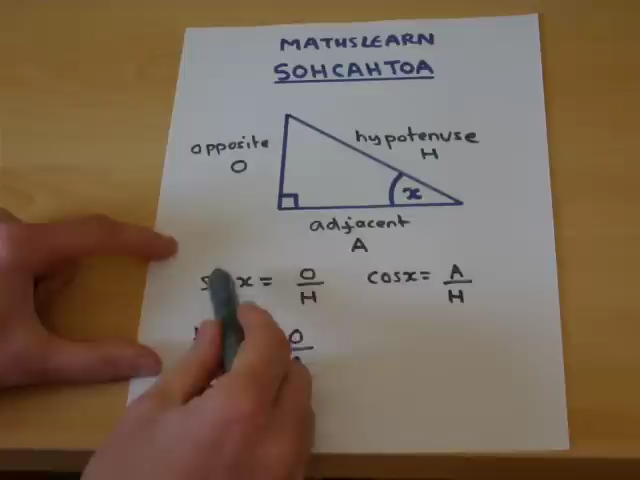 MATHSLEARN
SOHCAHTOA
opposite
O
hypotenuse
H
x
adjacent
A
x = O/H
cosx = A/H
O